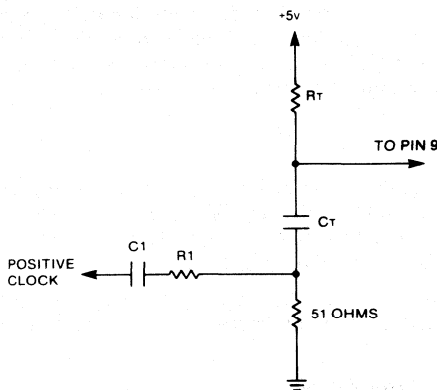 +5v
RT
TO PIN 9
CT
C1
R1
POSITIVE
CLOCK
51 OHMS